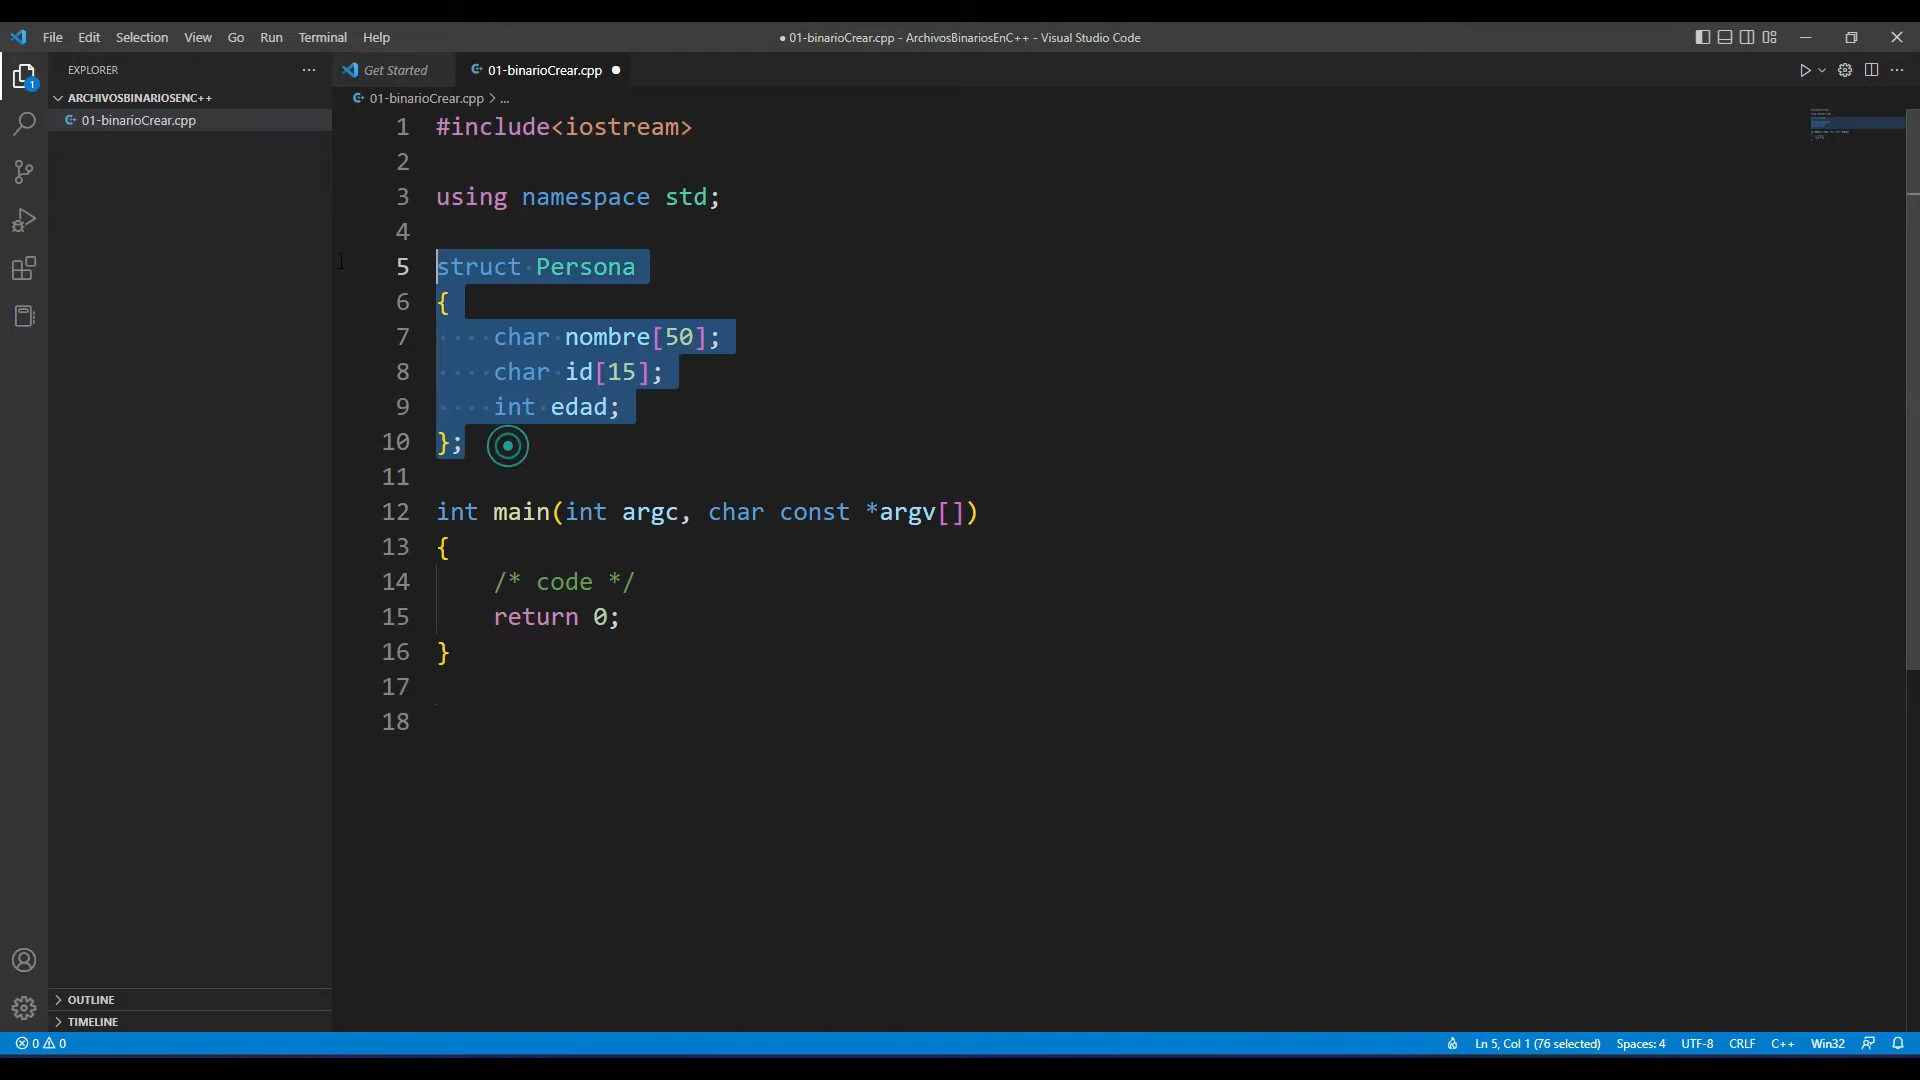 File Edit Selection View Go Run Terminal Help
● 01-binarioCrear.cpp - ArchivosBinariosEnC++ - Visual Studio Code
EXPLORER
Get Started
01-binarioCrear.cpp ●
1
ARCHIVOSBINARIOSENC++
01-binarioCrear.cpp > ...
01-binarioCrear.cpp
1 #include<iostream>
2
3 using namespace std;
4
5 struct Persona
6 {
7 char nombre[50];
8 char id[15];
9 int edad;
10 };
11
12 int main(int argc, char const *argv[])
13 {
14 /* code */
15 return 0;
16 }
17
18
OUTLINE
TIMELINE
0 0
Ln 5, Col 1 (76 selected) Spaces: 4 UTF-8 CRLF C++ Win32